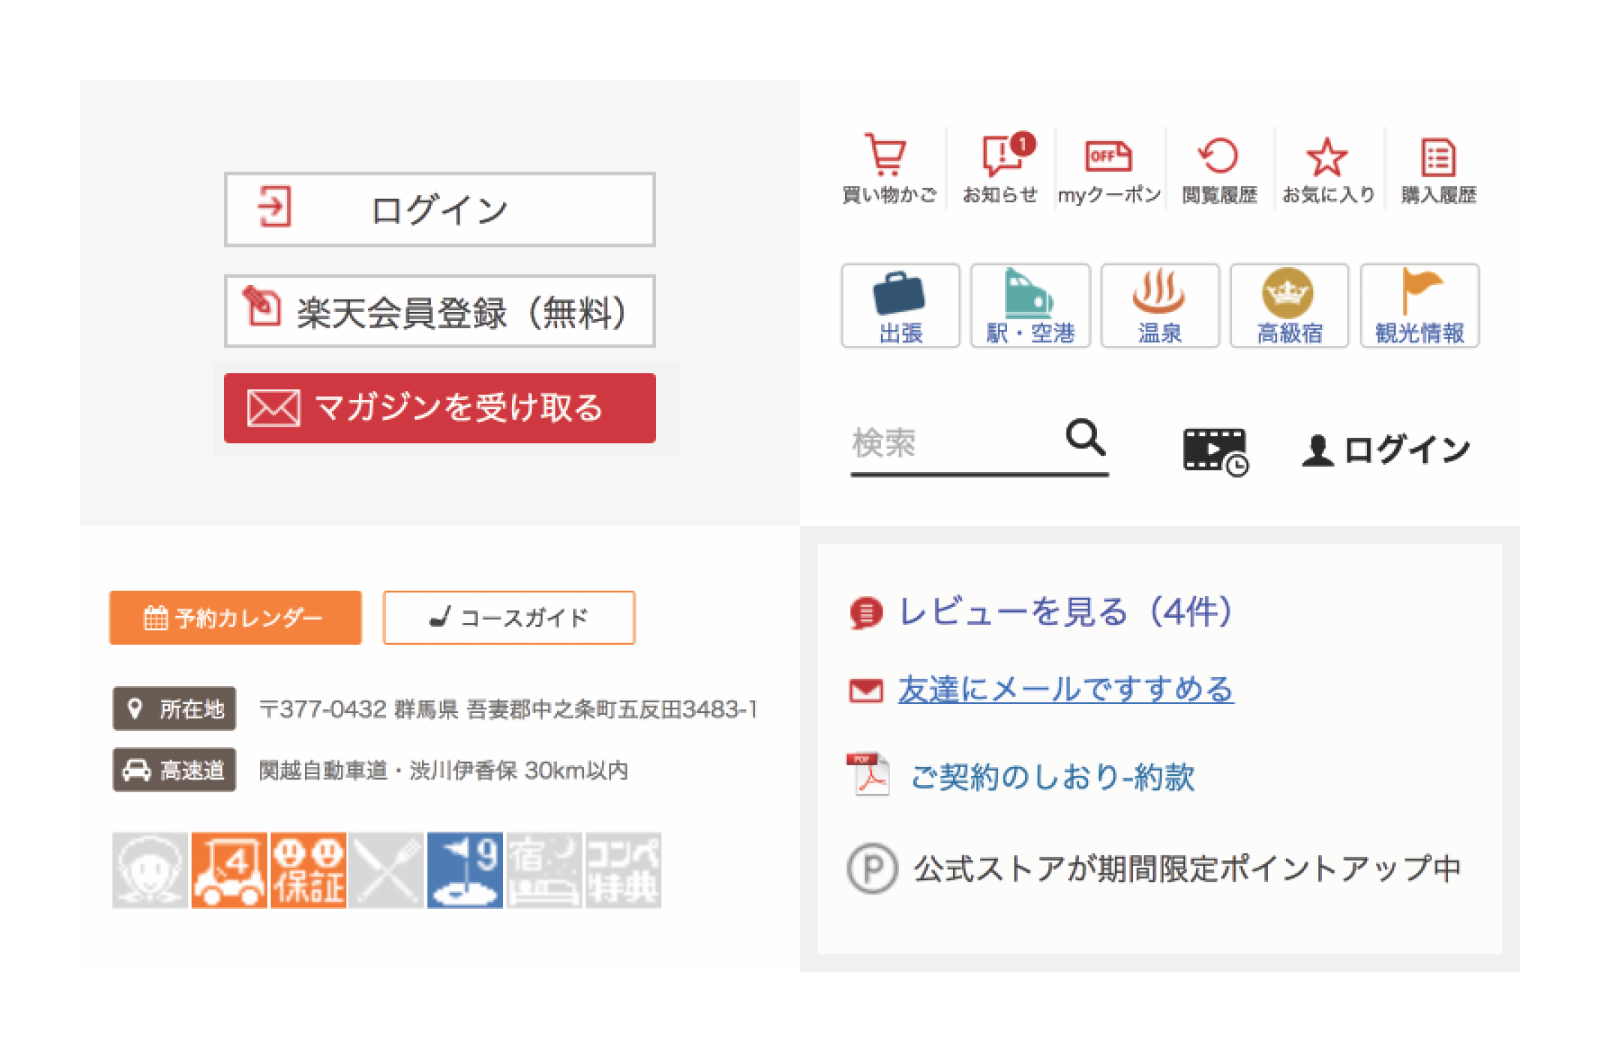 ログイン
楽天会員登録（無料）
マガジンを受け取る
1
OFF
買い物かご お知らせ myクーポン 閲覧履歴 お気に入り 購入履歴
出張 駅・空港 温泉 高級宿 観光情報
検索 ログイン
予約カレンダー コースガイド
所在地 〒377-0432 群馬県 吾妻郡中之条町五反田3483-1
高速道 関越自動車道・渋川伊香保 30km以内
4 保証 9 宿 コンペ特典
レビューを見る（4件）
友達にメールですすめる
PDF ご契約のしおり-約款
P 公式ストアが期間限定ポイントアップ中